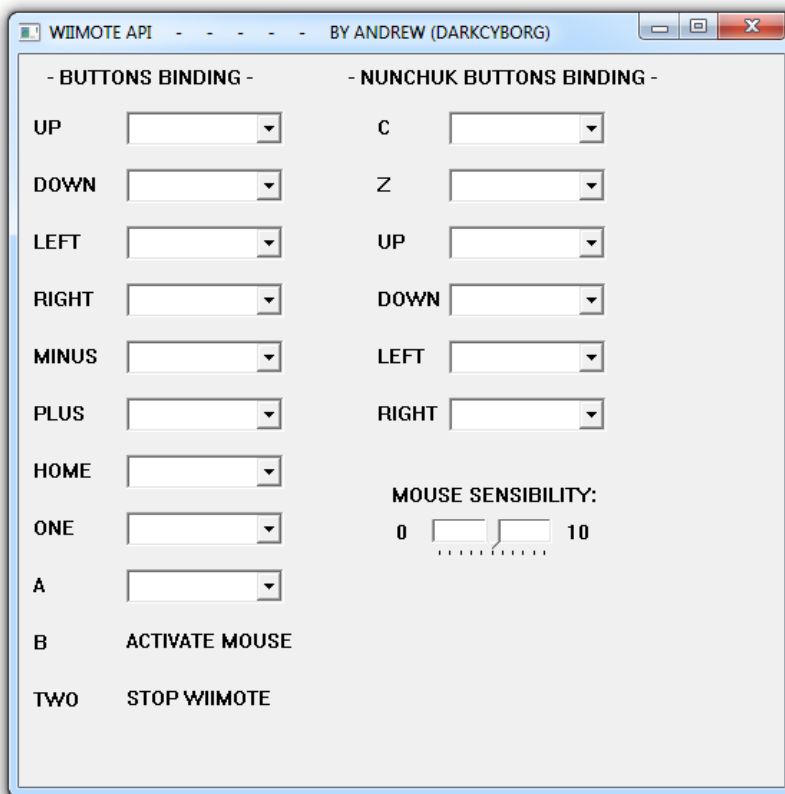 WIIMOTE API - - - - - BY ANDREW (DARKCYBORG)
- BUTTONS BINDING -
UP
DOWN
LEFT
RIGHT
MINUS
PLUS
HOME
ONE
A
B ACTIVATE MOUSE
TWO STOP WIIMOTE
- NUNCHUK BUTTONS BINDING -
C
Z
UP
DOWN
LEFT
RIGHT
MOUSE SENSIBILITY:
0 10